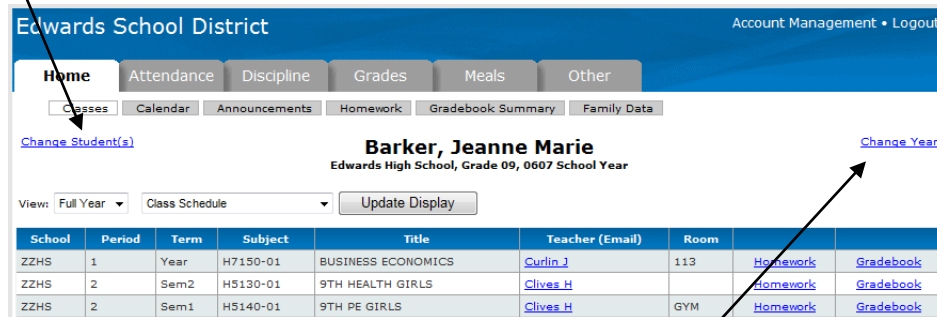 Edwards School District Account Management • Logout
Home Attendance Discipline Grades Meals Other
Classes Calendar Announcements Homework Gradebook Summary Family Data
Change Student(s) Barker, Jeanne Marie Change Year
Edwards High School, Grade 09, 0607 School Year
View: Full Year Class Schedule Update Display
School Period Term Subject Title Teacher (Email) Room
ZZHS 1 Year H7150-01 BUSINESS ECONOMICS Curlin J 113 Homework Gradebook
ZZHS 2 Sem2 H5130-01 9TH HEALTH GIRLS Clives H Homework Gradebook
ZZHS 2 Sem1 H5140-01 9TH PE GIRLS Clives H GYM Homework Gradebook